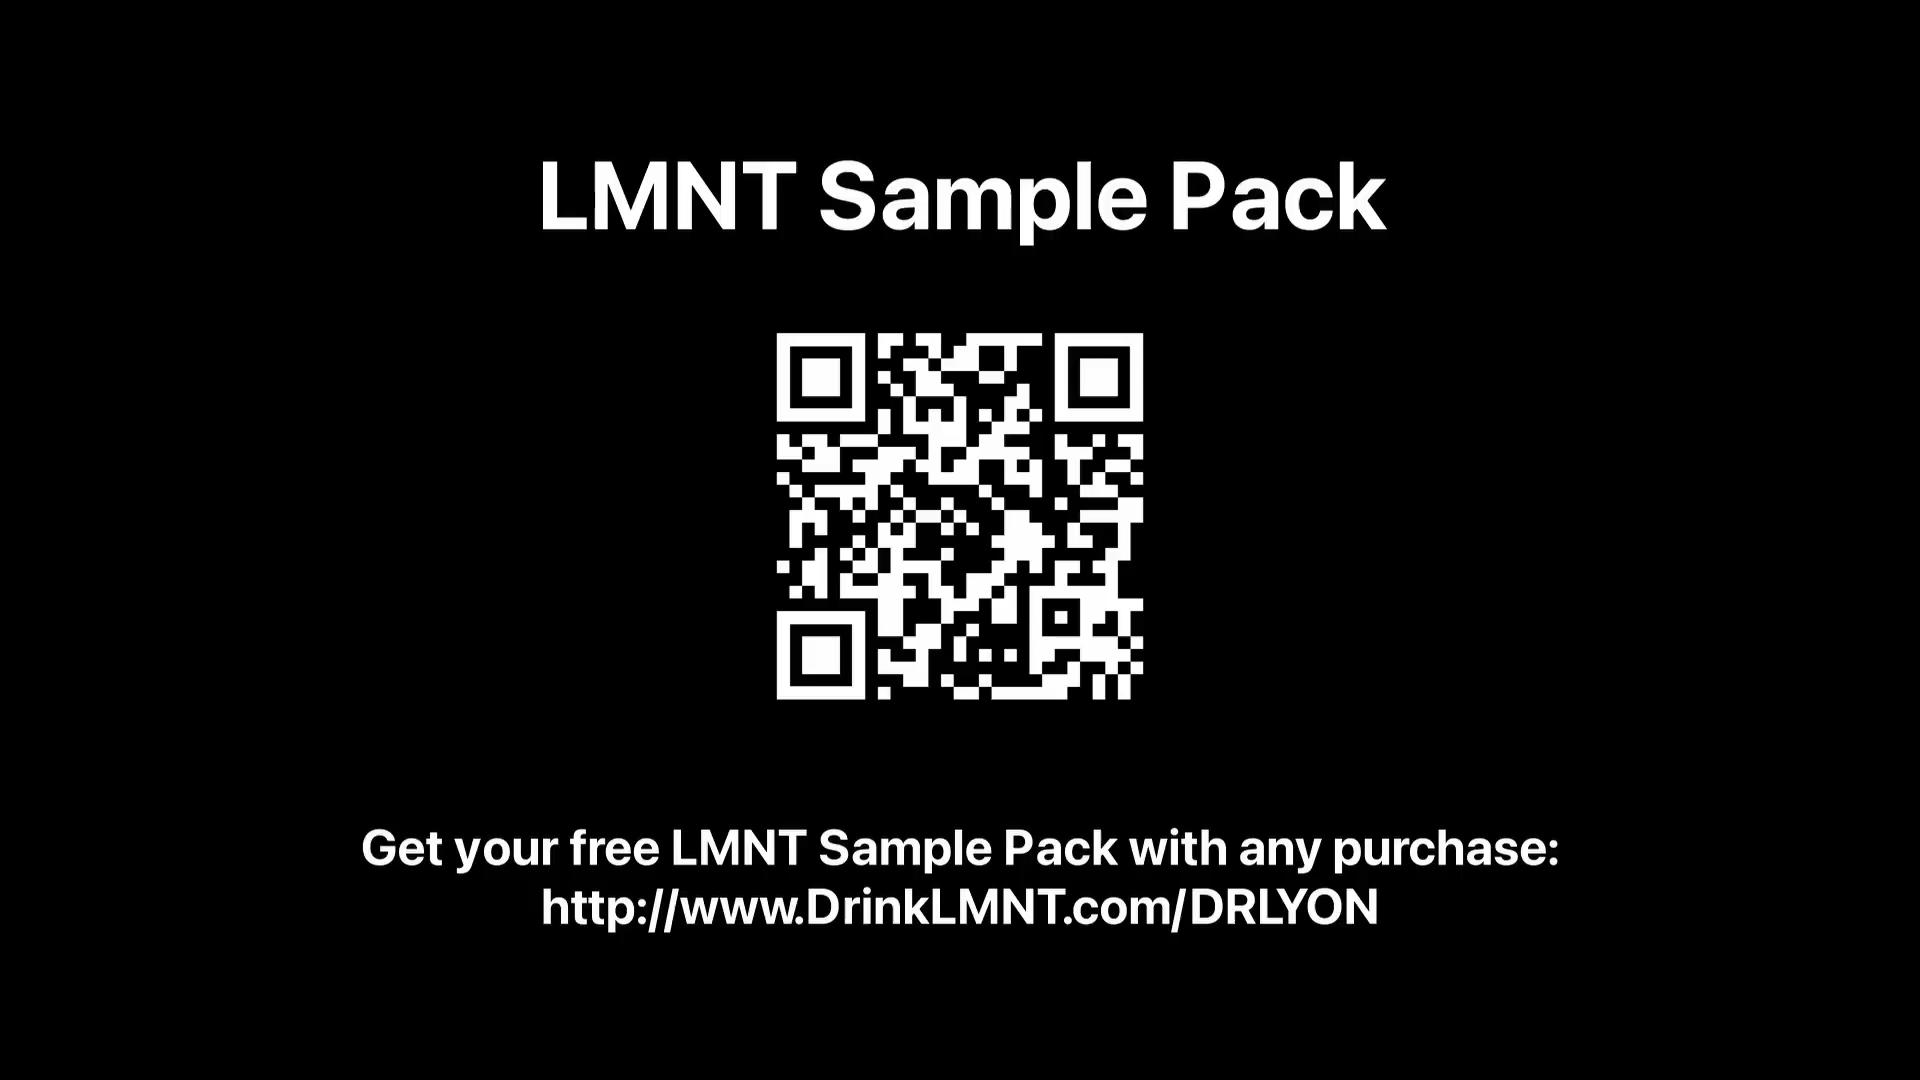 LMNT Sample Pack
Get your free LMNT Sample Pack with any purchase:
http://www.DrinkLMNT.com/DRLYON